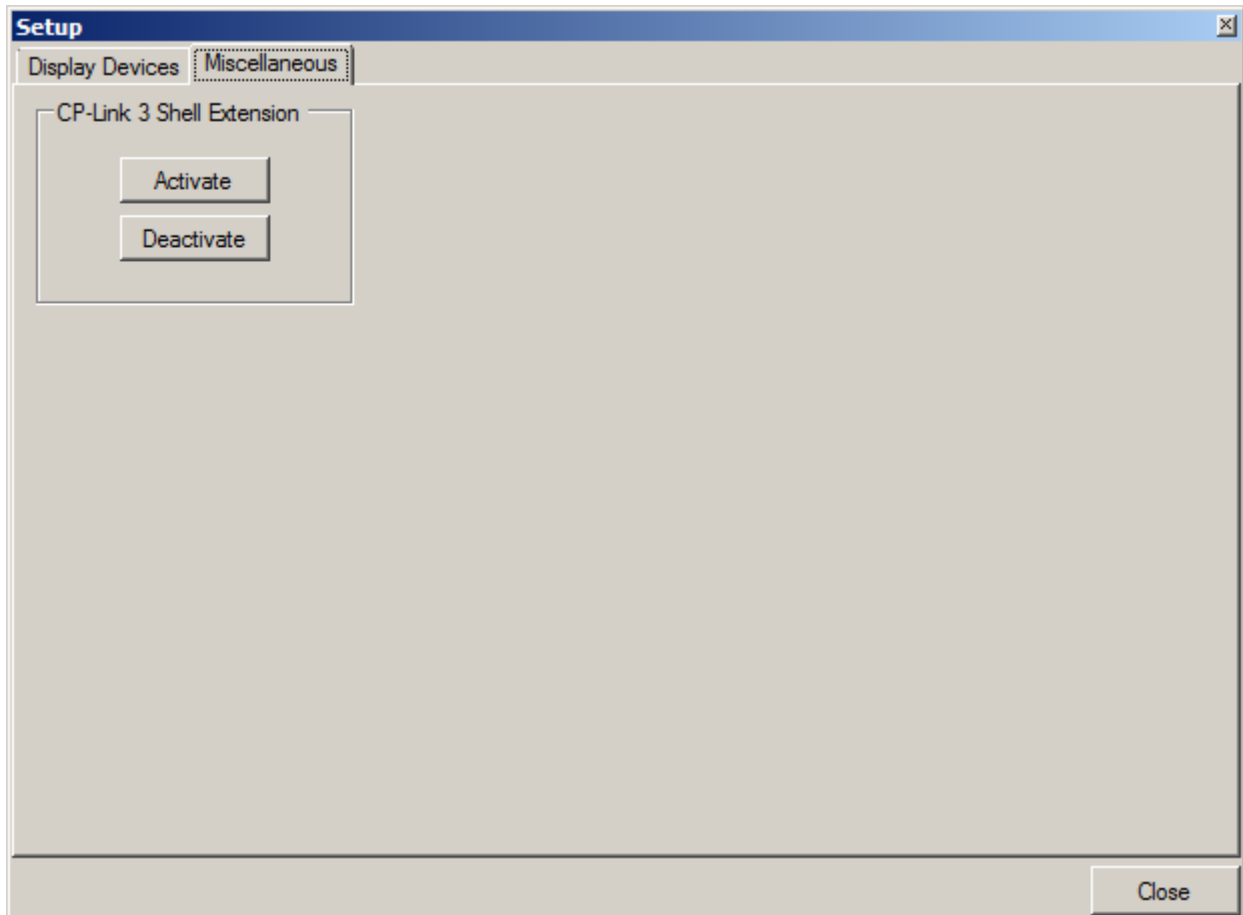 Setup
Display Devices Miscellaneous
CP-Link 3 Shell Extension
Activate
Deactivate
Close